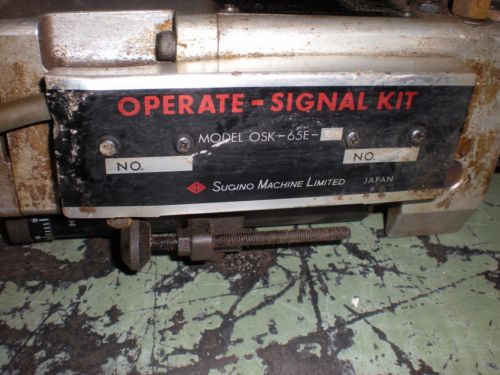 OPERATE - SIGNAL KIT
MODEL OSK-65E-
NO. NO.
SUGINO MACHINE LIMITED JAPAN